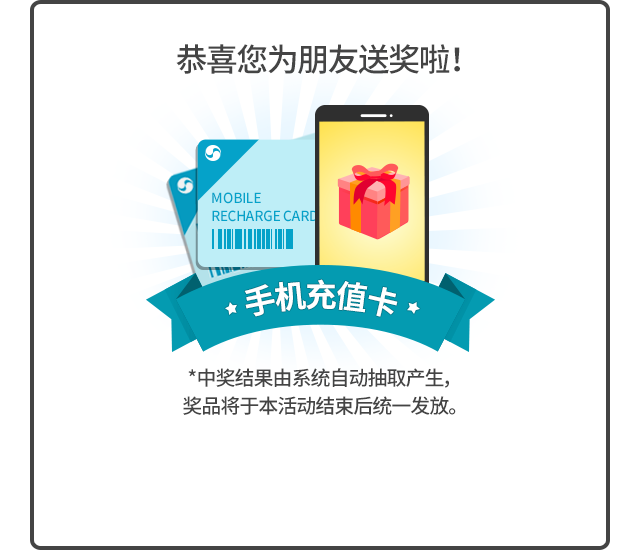 恭喜您为朋友送奖啦！
MOBILE
RECHARGE CARD
手机充值卡
*中奖结果由系统自动抽取产生，
奖品将于本活动结束后统一发放。